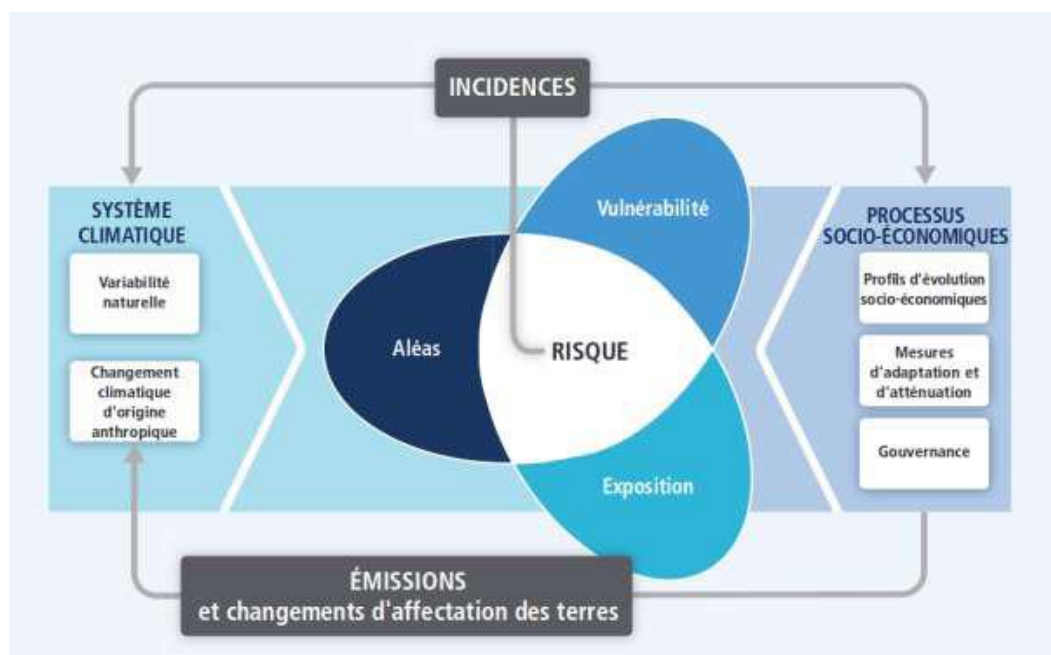 INCIDENCES
SYSTÈME
CLIMATIQUE
Variabilité
naturelle
Changement
climatique
d'origine
anthropique
Aléas
Vulnérabilité
RISQUE
Exposition
PROCESSUS
SOCIO-ÉCONOMIQUES
Profils d'évolution
socio-économiques
Mesures
d'adaptation et
d'atténuation
Gouvernance
ÉMISSIONS
et changements d'affectation des terres